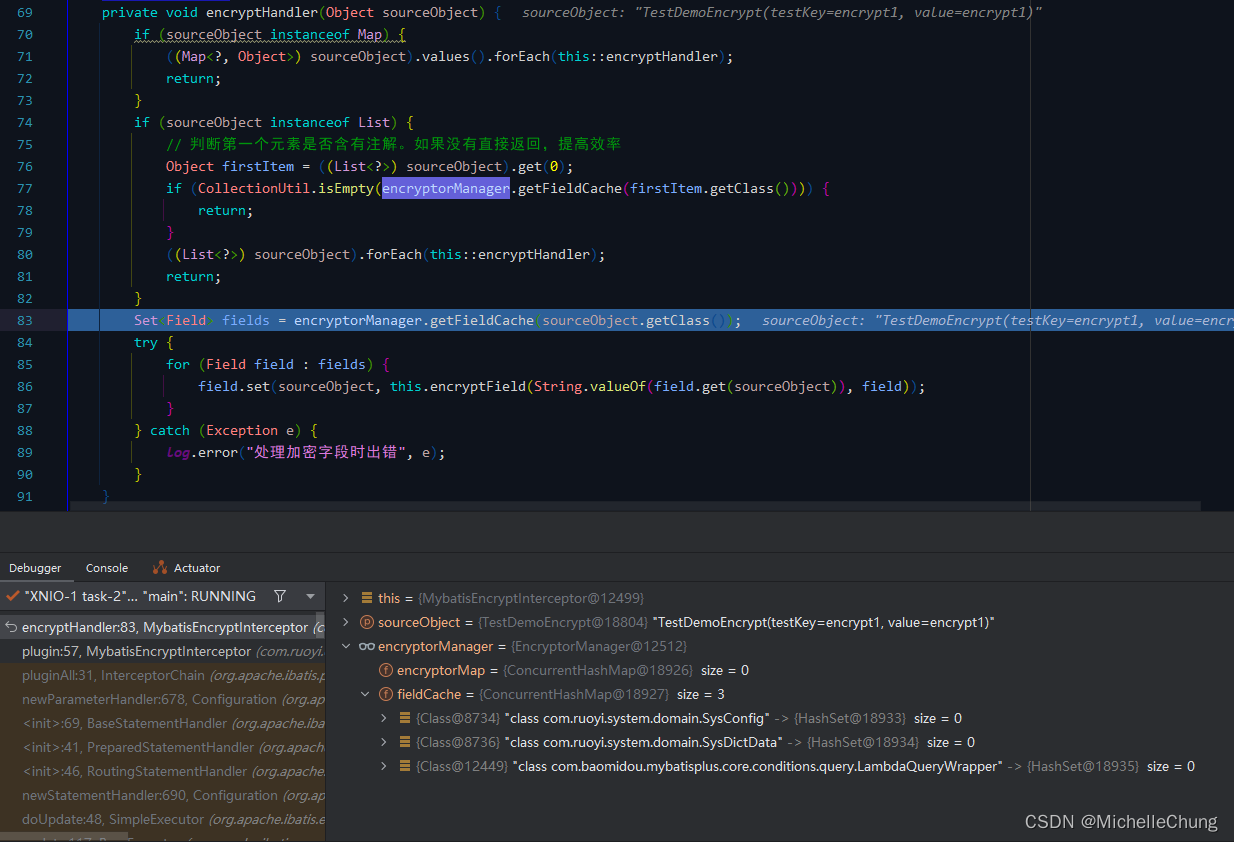 69 private void encryptHandler(Object sourceObject) { sourceObject: "TestDemoEncrypt(testKey=encrypt1, value=encrypt1)"
70 if (sourceObject instanceof Map) {
71 ((Map<?, Object>) sourceObject).values().forEach(this::encryptHandler);
72 return;
73 }
74 if (sourceObject instanceof List) {
75 // 判断第一个元素是否含有注解。如果没有直接返回，提高效率
76 Object firstItem = ((List<?>) sourceObject).get(0);
77 if (CollectionUtil.isEmpty(encryptorManager.getFieldCache(firstItem.getClass()))) {
78 return;
79 }
80 ((List<?>) sourceObject).forEach(this::encryptHandler);
81 return;
82 }
83 Set<Field> fields = encryptorManager.getFieldCache(sourceObject.getClass()); sourceObject: "TestDemoEncrypt(testKey=encrypt1, value=encry
84 try {
85 for (Field field : fields) {
86 field.set(sourceObject, this.encryptField(String.valueOf(field.get(sourceObject)), field));
87 }
88 } catch (Exception e) {
89 log.error("处理加密字段时出错", e);
90 }
91 }
Debugger Console Actuator
"XNIO-1 task-2"... "main": RUNNING
encryptHandler:83, MybatisEncryptInterceptor (c
plugin:57, MybatisEncryptInterceptor (com.ruoyi.
pluginAll:31, InterceptorChain (org.apache.ibatis.p
newParameterHandler:678, Configuration (org.ap
<init>:69, BaseStatementHandler (org.apache.iba
<init>:41, PreparedStatementHandler (org.apache
<init>:46, RoutingStatementHandler (org.apache.
newStatementHandler:690, Configuration (org.ap
doUpdate:48, SimpleExecutor (org.apache.ibatis.e
this = {MybatisEncryptInterceptor@12499}
sourceObject = {TestDemoEncrypt@18804} "TestDemoEncrypt(testKey=encrypt1, value=encrypt1)"
encryptorManager = {EncryptorManager@12512}
encryptorMap = {ConcurrentHashMap@18926} size = 0
fieldCache = {ConcurrentHashMap@18927} size = 3
{Class@8734} "class com.ruoyi.system.domain.SysConfig" -> {HashSet@18933} size = 0
{Class@8736} "class com.ruoyi.system.domain.SysDictData" -> {HashSet@18934} size = 0
{Class@12449} "class com.baomidou.mybatisplus.core.conditions.query.LambdaQueryWrapper" -> {HashSet@18935} size = 0
CSDN @MichelleChung